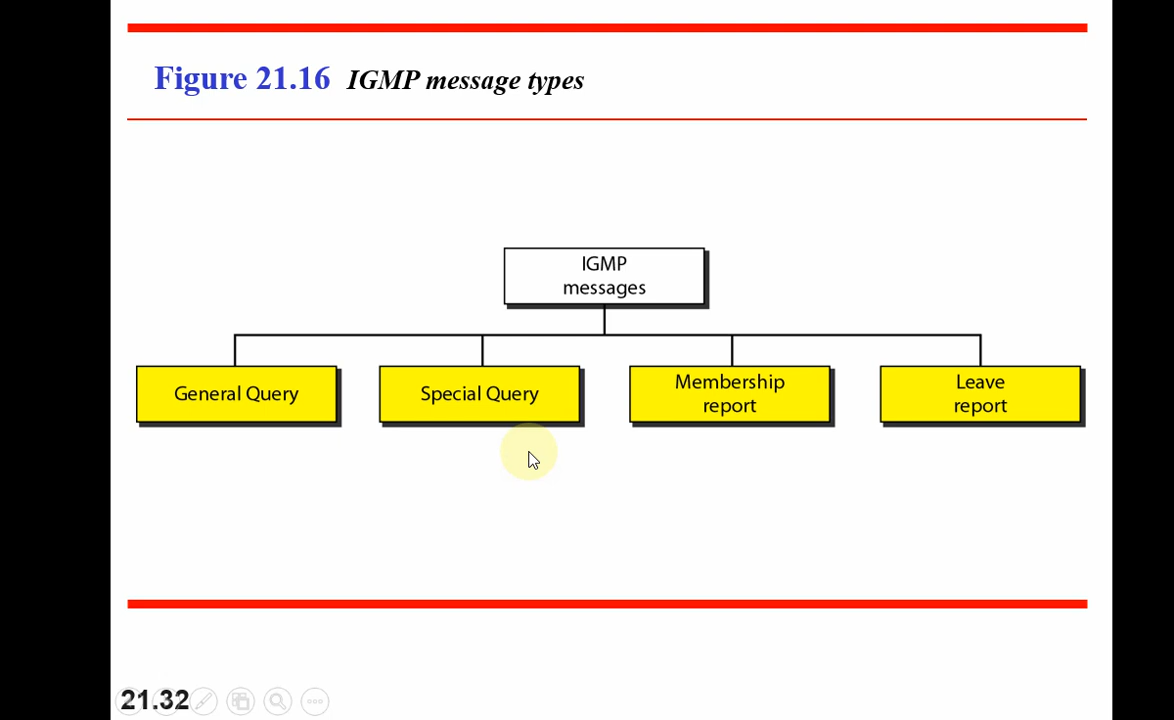 Figure 21.16 IGMP message types
IGMP
messages
General Query
Special Query
Membership
report
Leave
report
21.32